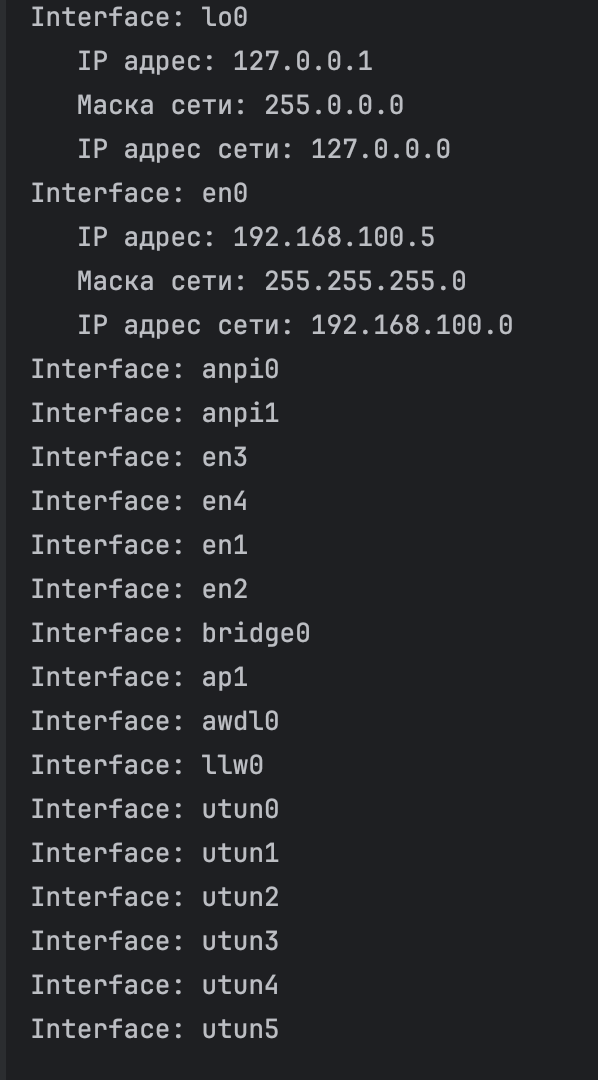 Interface: lo0
IP адрес: 127.0.0.1
Маска сети: 255.0.0.0
IP адрес сети: 127.0.0.0
Interface: en0
IP адрес: 192.168.100.5
Маска сети: 255.255.255.0
IP адрес сети: 192.168.100.0
Interface: anpi0
Interface: anpi1
Interface: en3
Interface: en4
Interface: en1
Interface: en2
Interface: bridge0
Interface: ap1
Interface: awdl0
Interface: llw0
Interface: utun0
Interface: utun1
Interface: utun2
Interface: utun3
Interface: utun4
Interface: utun5